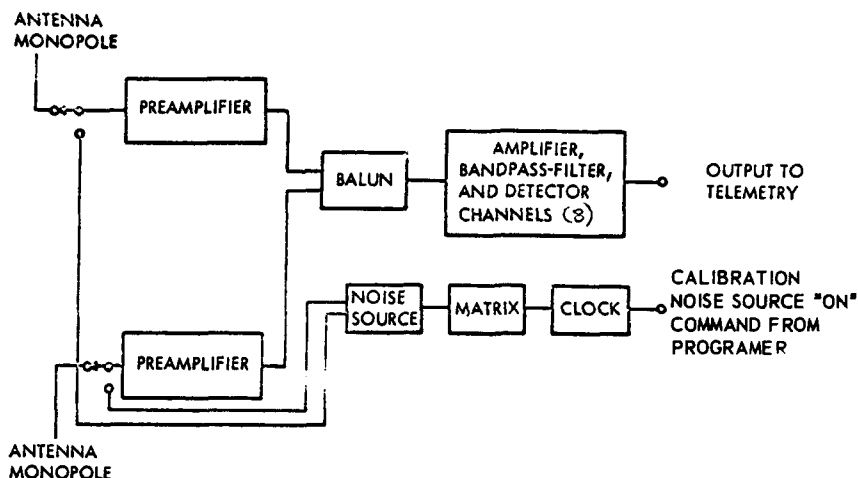 ANTENNA
MONOPOLE
PREAMPLIFIER
BALUN
AMPLIFIER,
BANDPASS-FILTER,
AND DETECTOR
CHANNELS (8)
OUTPUT TO
TELEMETRY
NOISE
SOURCE
MATRIX
CLOCK
CALIBRATION
NOISE SOURCE "ON"
COMMAND FROM
PROGRAMER
PREAMPLIFIER
ANTENNA
MONOPOLE